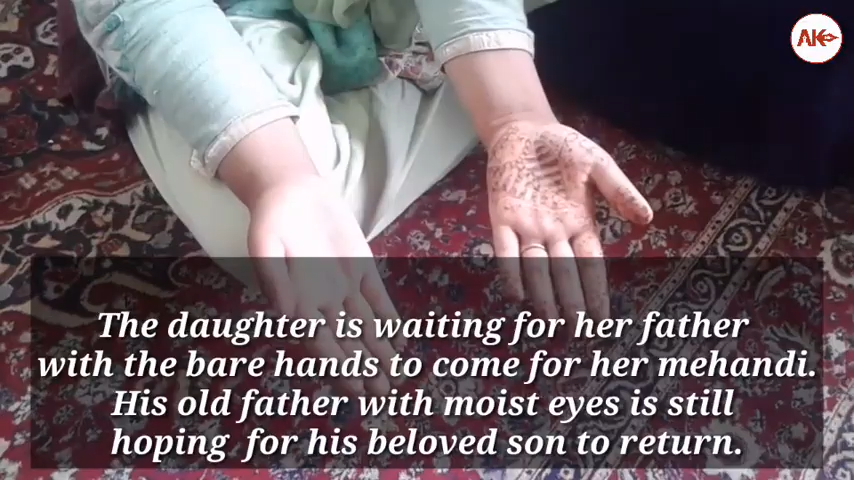 AK
The daughter is waiting for her father
with the bare hands to come for her mehandi.
His old father with moist eyes is still
hoping for his beloved son to return.